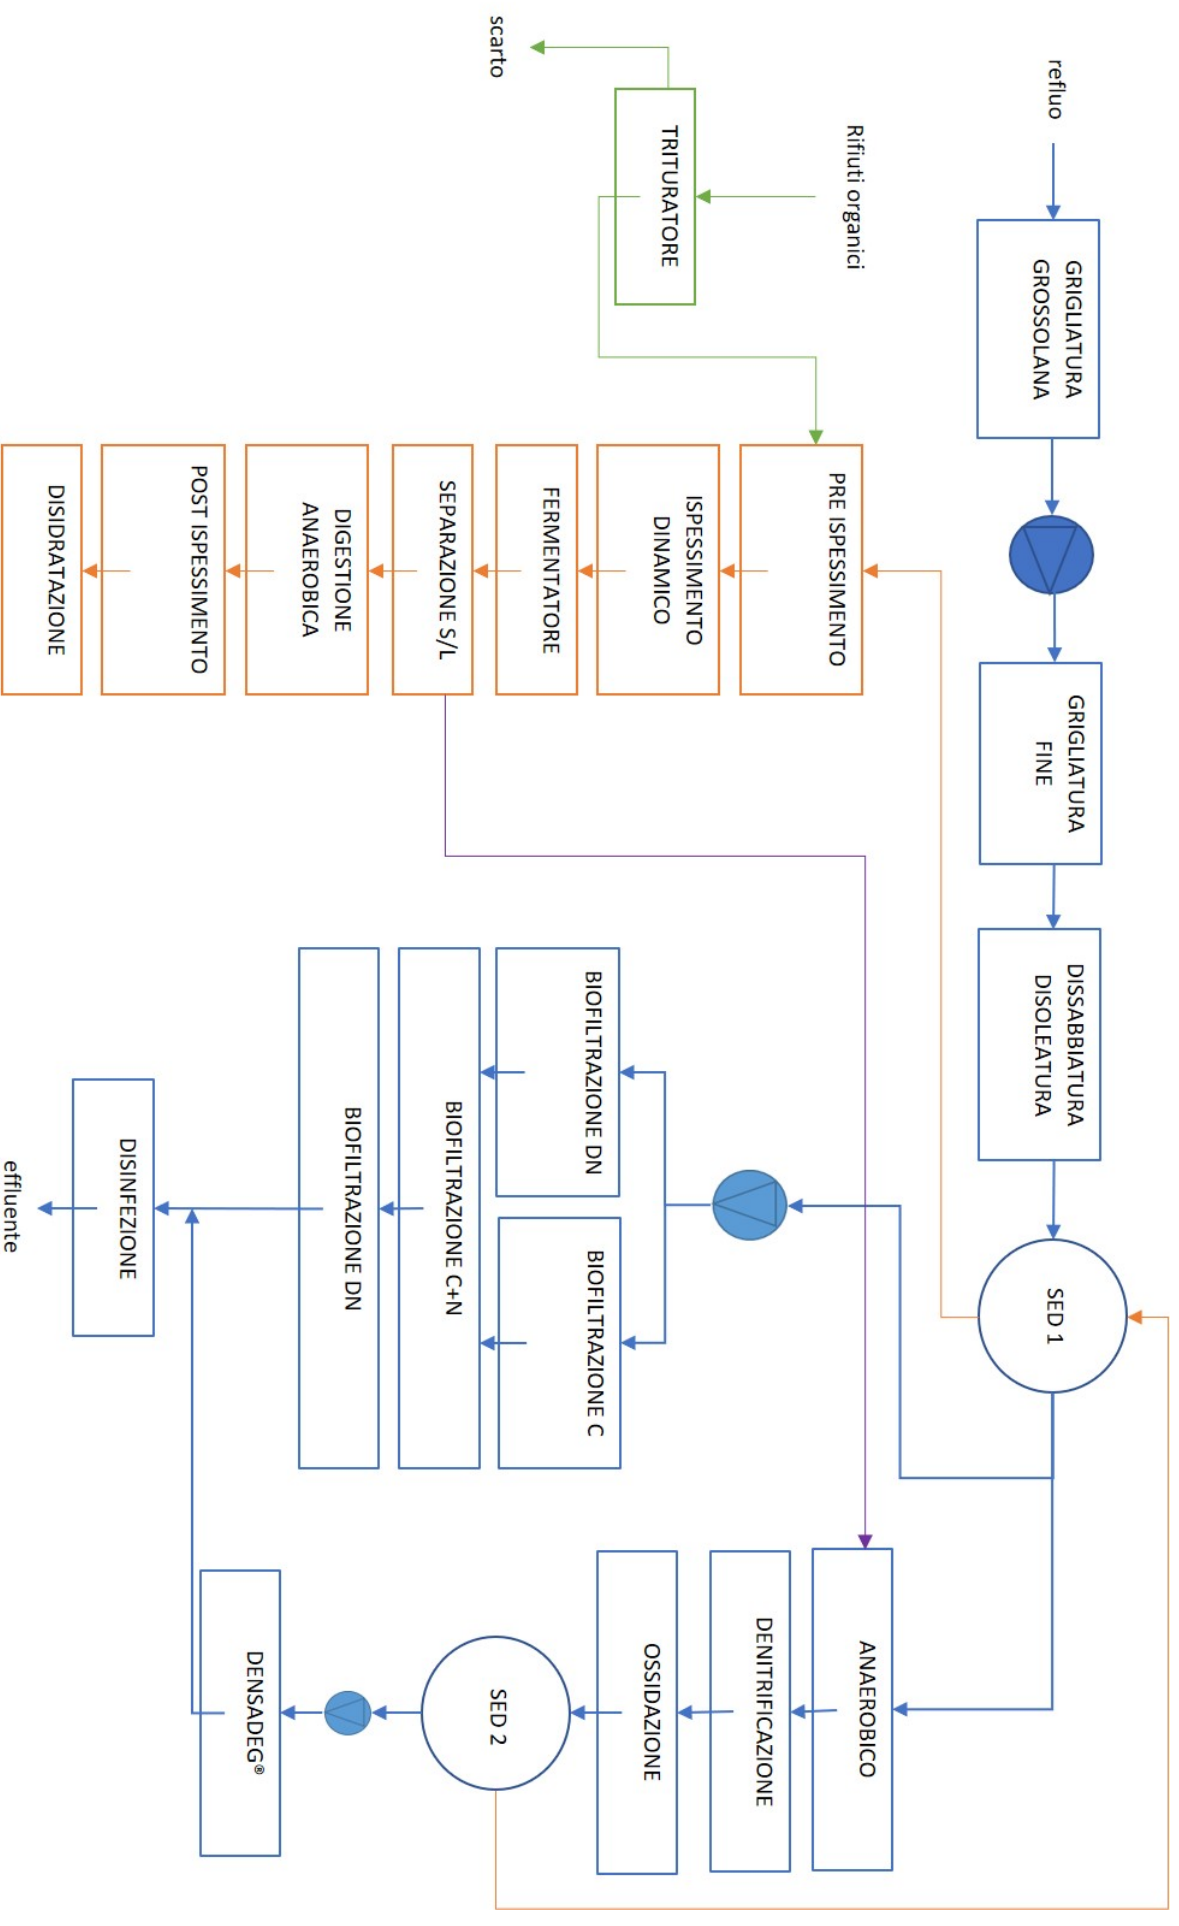 refluo
GRIGLIATURA
GROSSOLANA
GRIGLIATURA
FINE
DISSABBIATURA
DISOLEATURA
SED 1
Rifiuti organici
TRITURATORE
scarto
PRE ISPESSIMENTO
ISPESSIMENTO
DINAMICO
FERMENTATORE
SEPARAZIONE S/L
DIGESTIONE
ANAEROBICA
POST ISPESSIMENTO
DISIDRATAZIONE
BIOFILTRAZIONE DN
BIOFILTRAZIONE C
BIOFILTRAZIONE C+N
BIOFILTRAZIONE DN
DISINFEZIONE
effluente
ANAEROBICO
DENITRIFICAZIONE
OSSIDAZIONE
SED 2
DENSADEG®